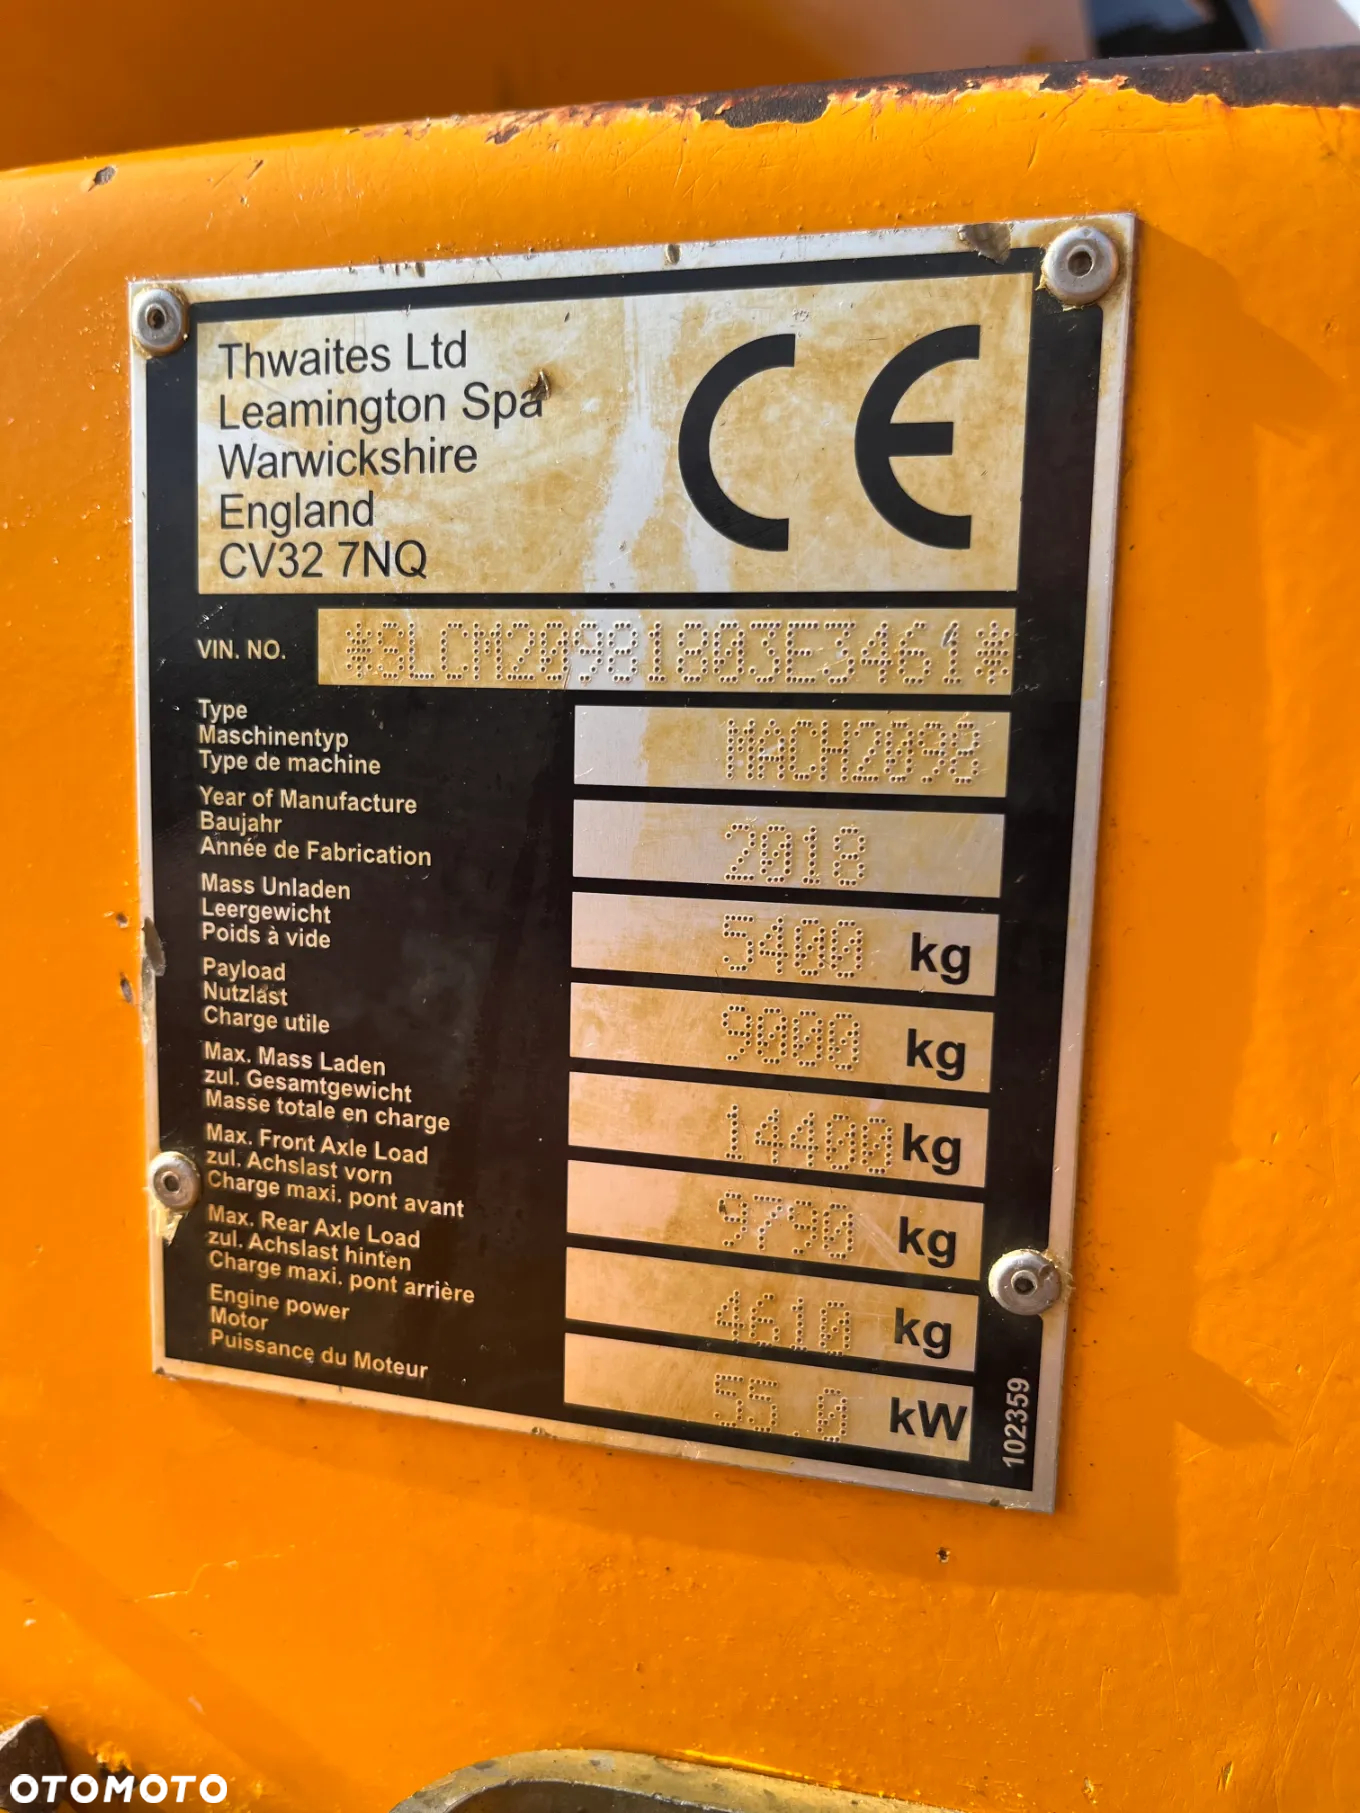 Thwaites Ltd
Leamington Spa
Warwickshire
England
CV32 7NQ
CE
VIN. NO. *SLCM20981803E3461*
Type
Maschinentyp
Type de machine
MACH2098
Year of Manufacture
Baujahr
Année de Fabrication
2018
Mass Unladen
Leergewicht
Poids à vide
5400 kg
Payload
Nutzlast
Charge utile
9000 kg
Max. Mass Laden
zul. Gesamtgewicht
Masse totale en charge
14400 kg
Max. Front Axle Load
zul. Achslast vorn
Charge maxi. pont avant
9790 kg
Max. Rear Axle Load
zul. Achslast hinten
Charge maxi. pont arrière
4610 kg
Engine power
Motor
Puissance du Moteur
55.0 kW
102359
OTOMOTO